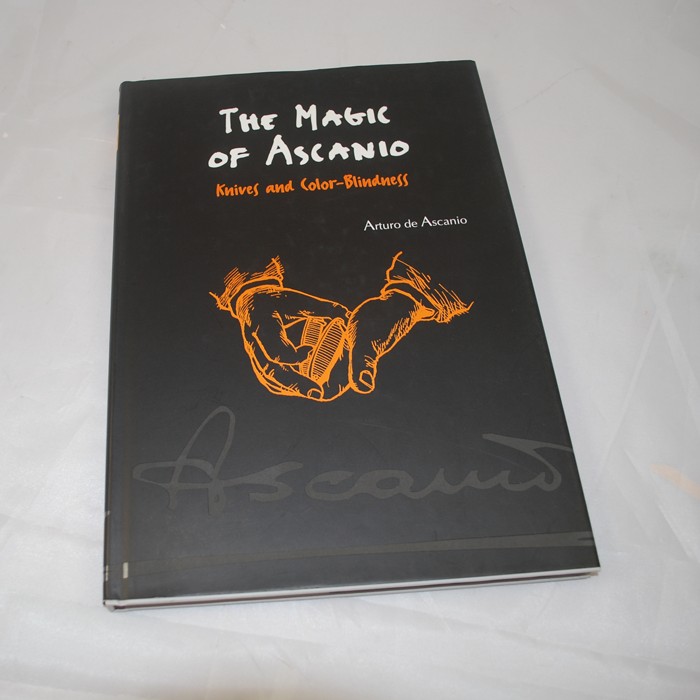 THE MAGIC
OF ASCANIO
Knives and Color-Blindness
Arturo de Ascanio
Ascanio